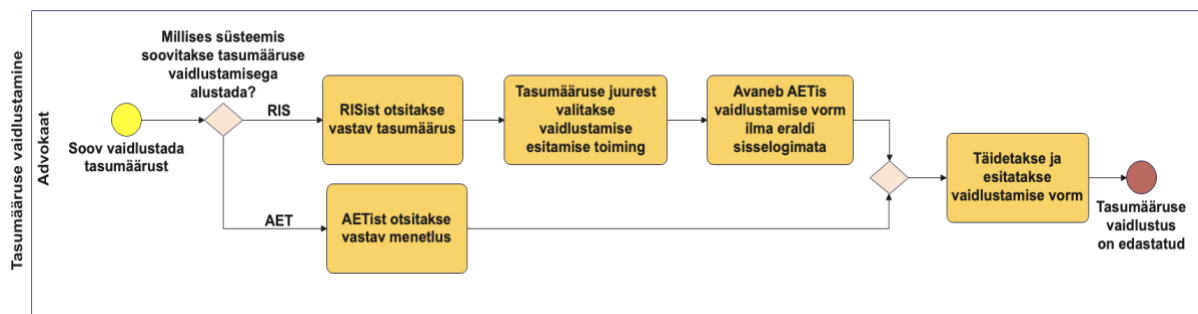 Tasumääruse vaidlustamine
Advokaat
Soov vaidlustada
tasumäärust
Millises süsteemis
soovitakse tasumääruse
vaidlustamisega
alustada?
RIS
RISist otsitakse
vastav tasumäärus
Tasumääruse juurest
valitakse
vaidlustamise
esitamise toiming
Avaneb AETis
vaidlustamise vorm
ilma eraldi
sisselogimata
AET
AETist otsitakse
vastav menetlus
Täidetakse ja
esitatakse
vaidlustamise vorm
Tasumääruse
vaidlustus
on edastatud